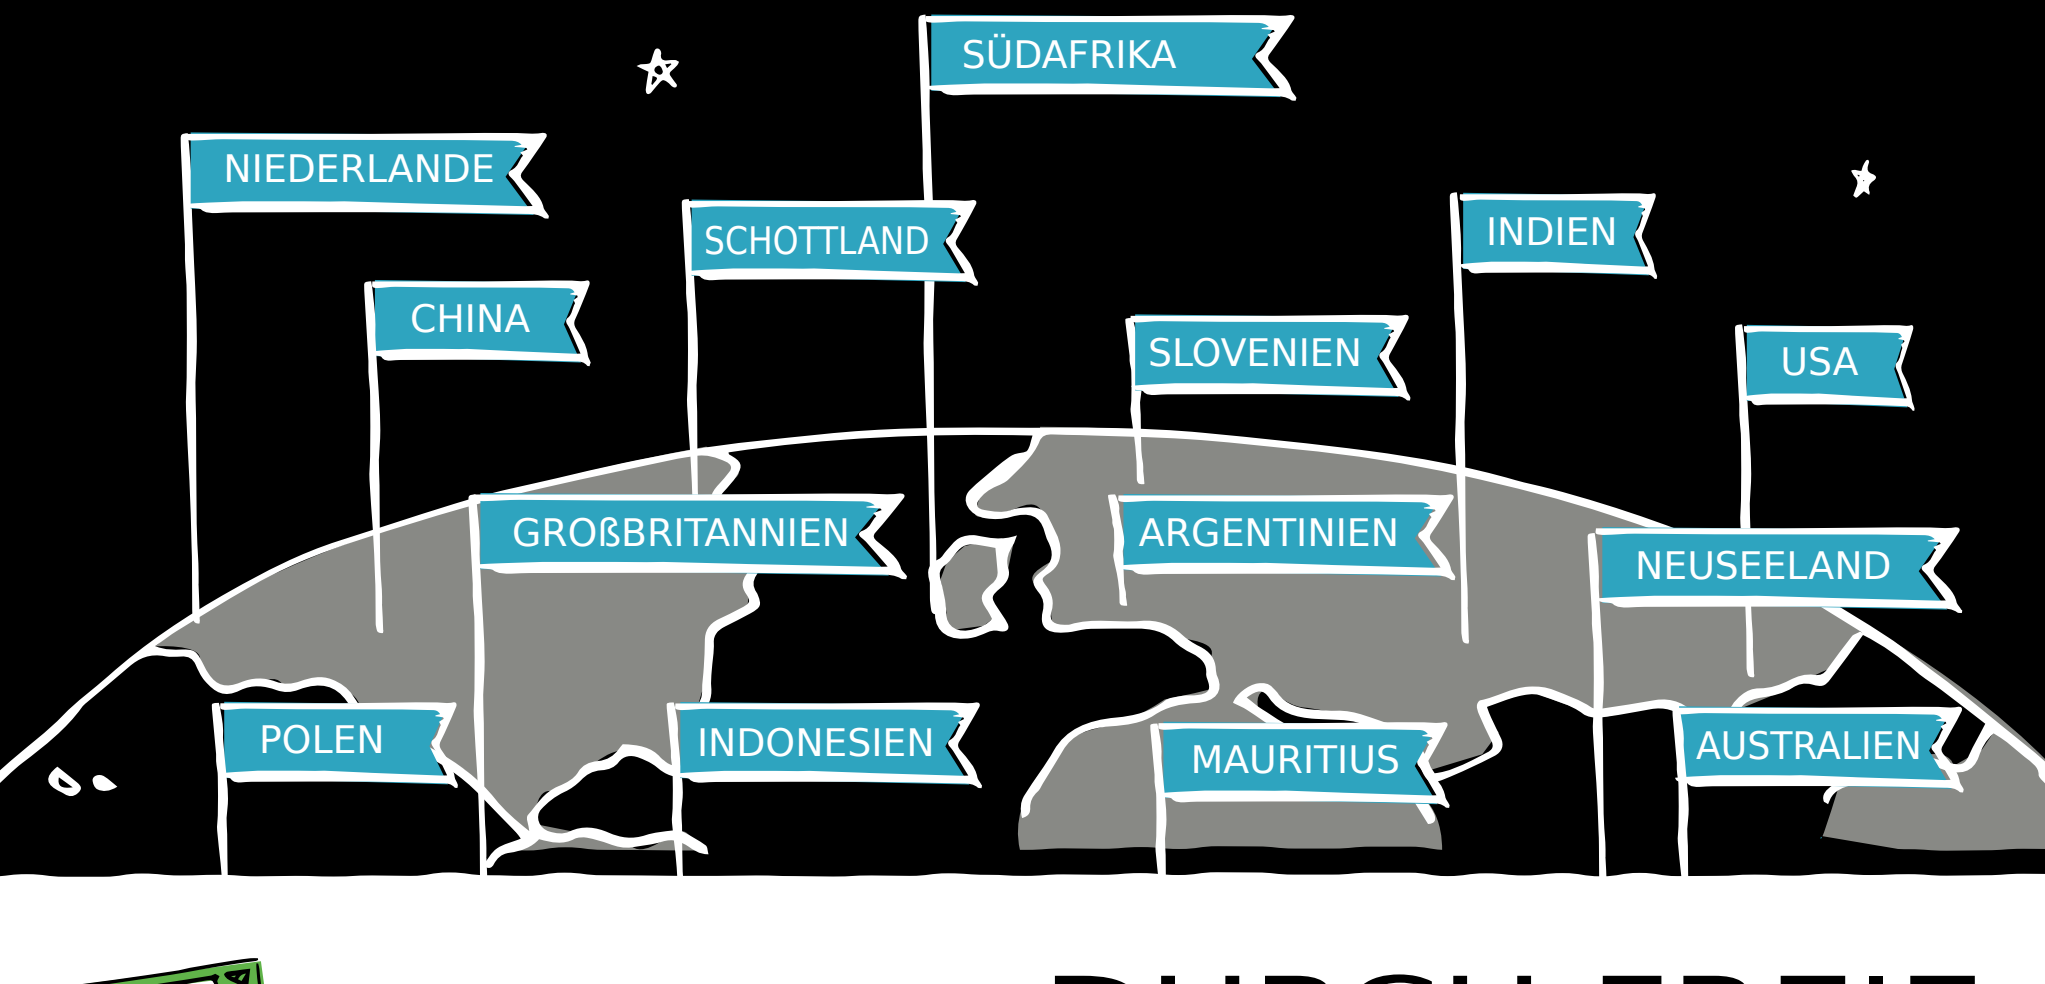 SÜDAFRIKA
NIEDERLANDE
SCHOTTLAND
INDIEN
CHINA
SLOVENIEN
USA
GROßBRITANNIEN
ARGENTINIEN
NEUSEELAND
POLEN
INDONESIEN
MAURITIUS
AUSTRALIEN